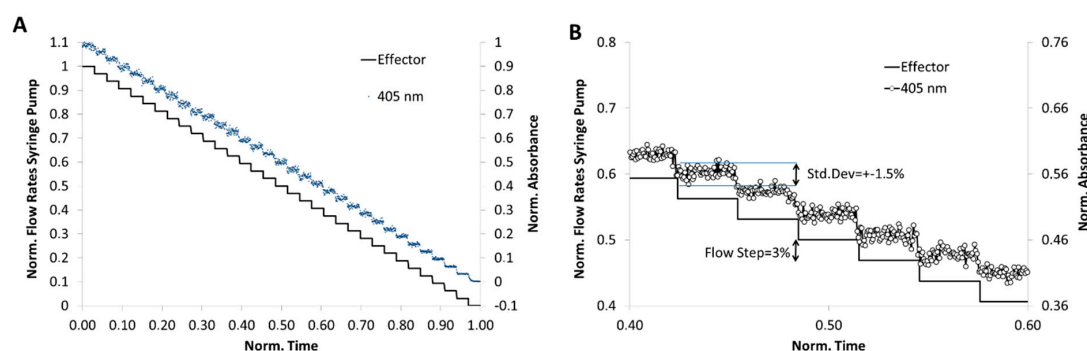 A
B
1.1
1
0.9
0.8
0.7
0.6
0.5
0.4
0.3
0.2
0.1
0
Norm. Flow Rates Syringe Pump
0.00 0.10 0.20 0.30 0.40 0.50 0.60 0.70 0.80 0.90 1.00
Norm. Time
1
0.9
0.8
0.7
0.6
0.5
0.4
0.3
0.2
0.1
0
-0.1
Norm. Absorbance
Effector
405 nm
0.8
0.7
0.6
0.5
0.4
Norm. Flow Rates Syringe Pump
0.40 0.50 0.60
Norm. Time
0.76
0.66
0.56
0.46
0.36
Norm. Absorbance
Effector
405 nm
Std.Dev=+-1.5%
Flow Step=3%